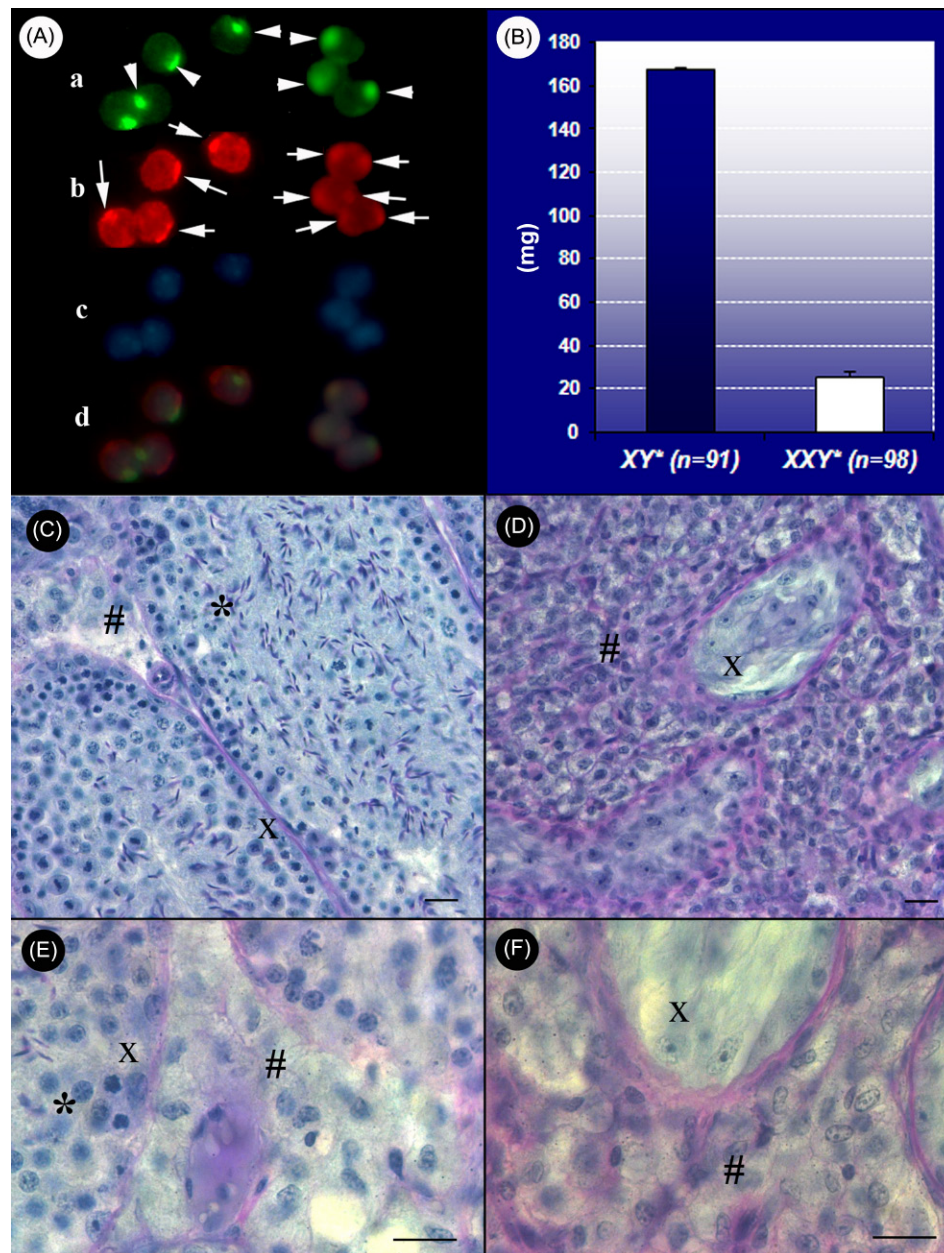 (A)
a
b
c
d
(B)
180
160
140
120
100
80
60
40
20
0
(mg)
XY* (n=91)
XXY* (n=98)
(C)
#
*
X
(D)
#
X
(E)
X
#
*
(F)
X
#